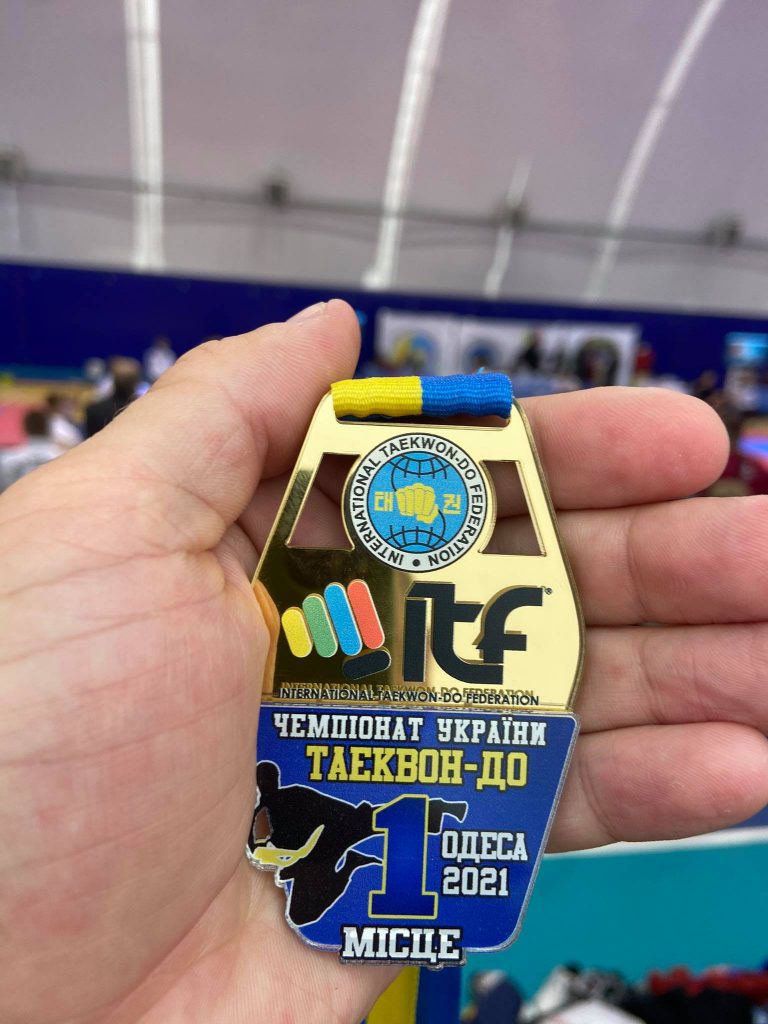 INTERNATIONAL TAEKWON-DO FEDERATION
태 권
itf®
INTERNATIONAL TAEKWON-DO FEDERATION
ЧЕМПІОНАТ УКРАЇНИ
ТАЕКВОН-ДО
1
ОДЕСА
2021
МІСЦЕ